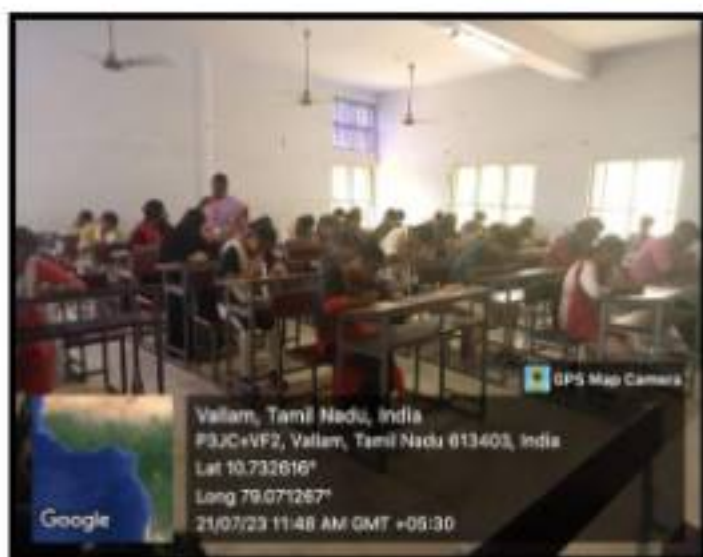 GPS Map Camera
Vallam, Tamil Nadu, India
P3JC+VF2, Vallam, Tamil Nadu 613403, India
Lat 10.732616°
Long 79.071267°
21/07/23 11:48 AM GMT +05:30
Google